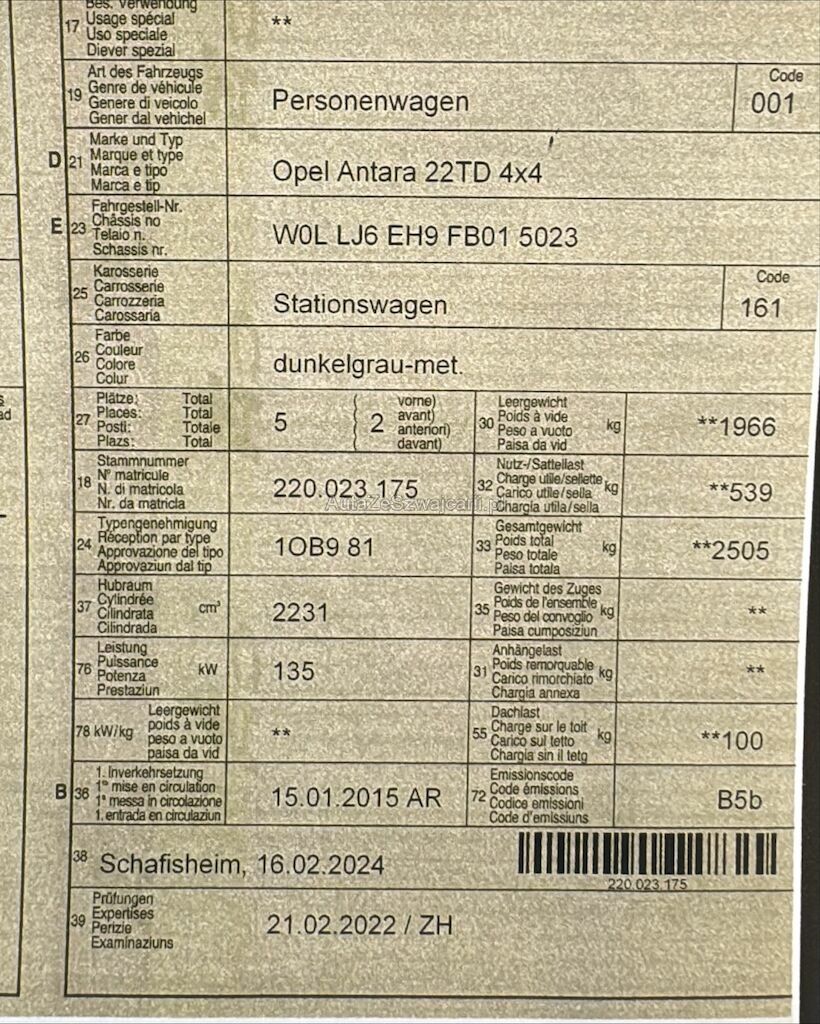 Bes. Verwendung
17 Usage spécial
Uso speciale
Diever spezial
**
Art des Fahrzeugs
19 Genre de véhicule
Genere di veicolo
Gener dal vehichel
Personenwagen
Code
001
Marke und Typ
D 21 Marque et type
Marca e tipo
Marca e tip
Opel Antara 22TD 4x4
Fahrgestell-Nr.
E 23 Châssis no
Telaio n.
Schassis nr.
W0L LJ6 EH9 FB01 5023
Karosserie
25 Carrosserie
Carrozzeria
Carossaria
Stationswagen
Code
161
Farbe
26 Couleur
Colore
Colur
dunkelgrau-met.
Plätze: Total
27 Places: Total
Posti: Totale
Plazs: Total
5
( vorne)
( 2 avant)
( anteriori)
( davant)
Leergewicht
30 Poids à vide kg
Peso a vuoto
Paisa da vid
**1966
Stammnummer
18 N° matricule
N. di matricola
Nr. da matricla
220.023.175
Nutz-/Sattellast
32 Charge utile/sellette kg
Carico utile/sella
Chargia utila/sella
**539
AutaZeSzwajcarii.pl
Typengenehmigung
24 Réception par type
Approvazione del tipo
Approvaziun dal tip
1OB9 81
Gesamtgewicht
33 Poids total kg
Peso totale
Paisa totala
**2505
Hubraum
37 Cylindrée cm³
Cilindrata
Cilindrada
2231
Gewicht des Zuges
35 Poids de l'ensemble kg
Peso del convoglio
Paisa cumposiziun
**
Leistung
76 Puissance kW
Potenza
Prestaziun
135
Anhängelast
31 Poids remorquable kg
Carico rimorchiato
Chargia annexa
**
Leergewicht
78 kW/kg poids à vide
peso a vuoto
paisa da vid
**
Dachlast
55 Charge sur le toit kg
Carico sul tetto
Chargia sin il tetg
**100
1. Inverkehrsetzung
B 36 1re mise en circulation
1a messa in circolazione
1. entrada en circulaziun
15.01.2015 AR
Emissionscode
72 Code émissions
Codice emissioni
Code d'emissiuns
B5b
38 Schafisheim, 16.02.2024
220.023.175
Prüfungen
39 Expertises
Perizie
Examinaziuns
21.02.2022 / ZH